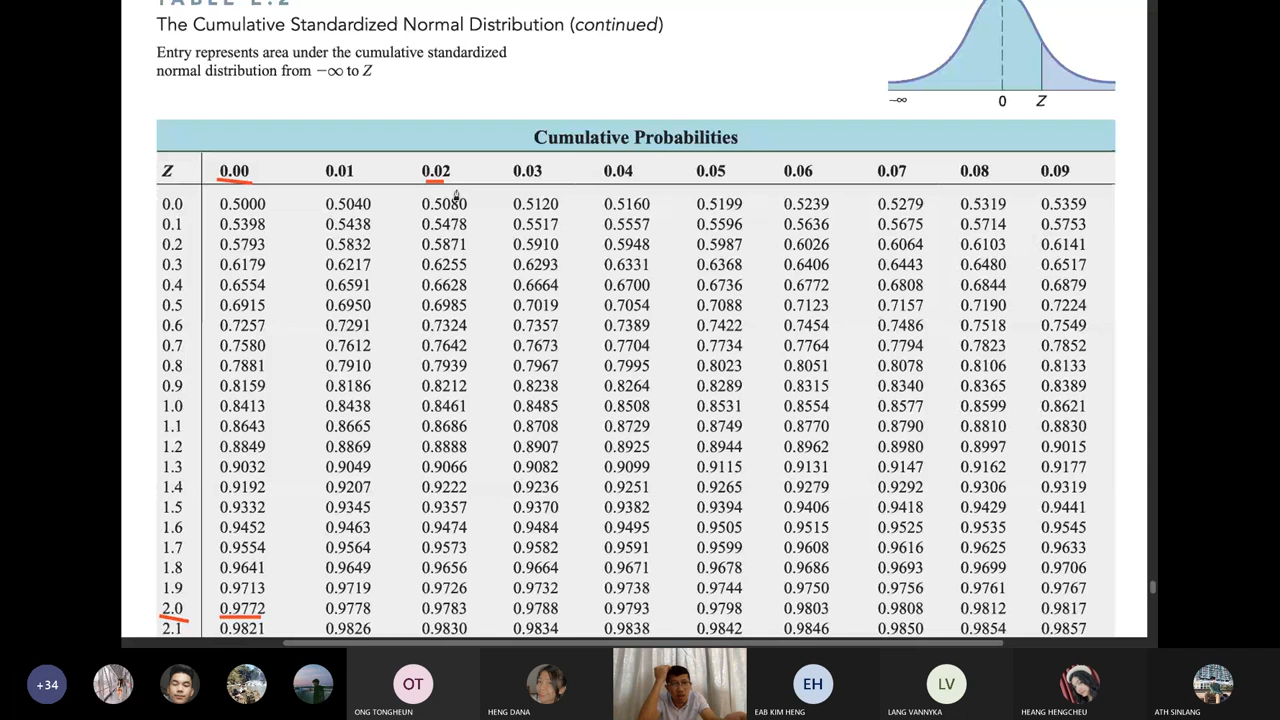 TABLE E.2
The Cumulative Standardized Normal Distribution (continued)
Entry represents area under the cumulative standardized
normal distribution from −∞ to Z
−∞ 0 Z
Cumulative Probabilities
Z 0.00 0.01 0.02 0.03 0.04 0.05 0.06 0.07 0.08 0.09
0.0 0.5000 0.5040 0.5080 0.5120 0.5160 0.5199 0.5239 0.5279 0.5319 0.5359
0.1 0.5398 0.5438 0.5478 0.5517 0.5557 0.5596 0.5636 0.5675 0.5714 0.5753
0.2 0.5793 0.5832 0.5871 0.5910 0.5948 0.5987 0.6026 0.6064 0.6103 0.6141
0.3 0.6179 0.6217 0.6255 0.6293 0.6331 0.6368 0.6406 0.6443 0.6480 0.6517
0.4 0.6554 0.6591 0.6628 0.6664 0.6700 0.6736 0.6772 0.6808 0.6844 0.6879
0.5 0.6915 0.6950 0.6985 0.7019 0.7054 0.7088 0.7123 0.7157 0.7190 0.7224
0.6 0.7257 0.7291 0.7324 0.7357 0.7389 0.7422 0.7454 0.7486 0.7518 0.7549
0.7 0.7580 0.7612 0.7642 0.7673 0.7704 0.7734 0.7764 0.7794 0.7823 0.7852
0.8 0.7881 0.7910 0.7939 0.7967 0.7995 0.8023 0.8051 0.8078 0.8106 0.8133
0.9 0.8159 0.8186 0.8212 0.8238 0.8264 0.8289 0.8315 0.8340 0.8365 0.8389
1.0 0.8413 0.8438 0.8461 0.8485 0.8508 0.8531 0.8554 0.8577 0.8599 0.8621
1.1 0.8643 0.8665 0.8686 0.8708 0.8729 0.8749 0.8770 0.8790 0.8810 0.8830
1.2 0.8849 0.8869 0.8888 0.8907 0.8925 0.8944 0.8962 0.8980 0.8997 0.9015
1.3 0.9032 0.9049 0.9066 0.9082 0.9099 0.9115 0.9131 0.9147 0.9162 0.9177
1.4 0.9192 0.9207 0.9222 0.9236 0.9251 0.9265 0.9279 0.9292 0.9306 0.9319
1.5 0.9332 0.9345 0.9357 0.9370 0.9382 0.9394 0.9406 0.9418 0.9429 0.9441
1.6 0.9452 0.9463 0.9474 0.9484 0.9495 0.9505 0.9515 0.9525 0.9535 0.9545
1.7 0.9554 0.9564 0.9573 0.9582 0.9591 0.9599 0.9608 0.9616 0.9625 0.9633
1.8 0.9641 0.9649 0.9656 0.9664 0.9671 0.9678 0.9686 0.9693 0.9699 0.9706
1.9 0.9713 0.9719 0.9726 0.9732 0.9738 0.9744 0.9750 0.9756 0.9761 0.9767
2.0 0.9772 0.9778 0.9783 0.9788 0.9793 0.9798 0.9803 0.9808 0.9812 0.9817
2.1 0.9821 0.9826 0.9830 0.9834 0.9838 0.9842 0.9846 0.9850 0.9854 0.9857
+34 OT EH LV
ONG TONGHEUN HENG DANA EAB KIM HENG LANG VANNYKA HEANG HENGCHEU ATH SINLANG